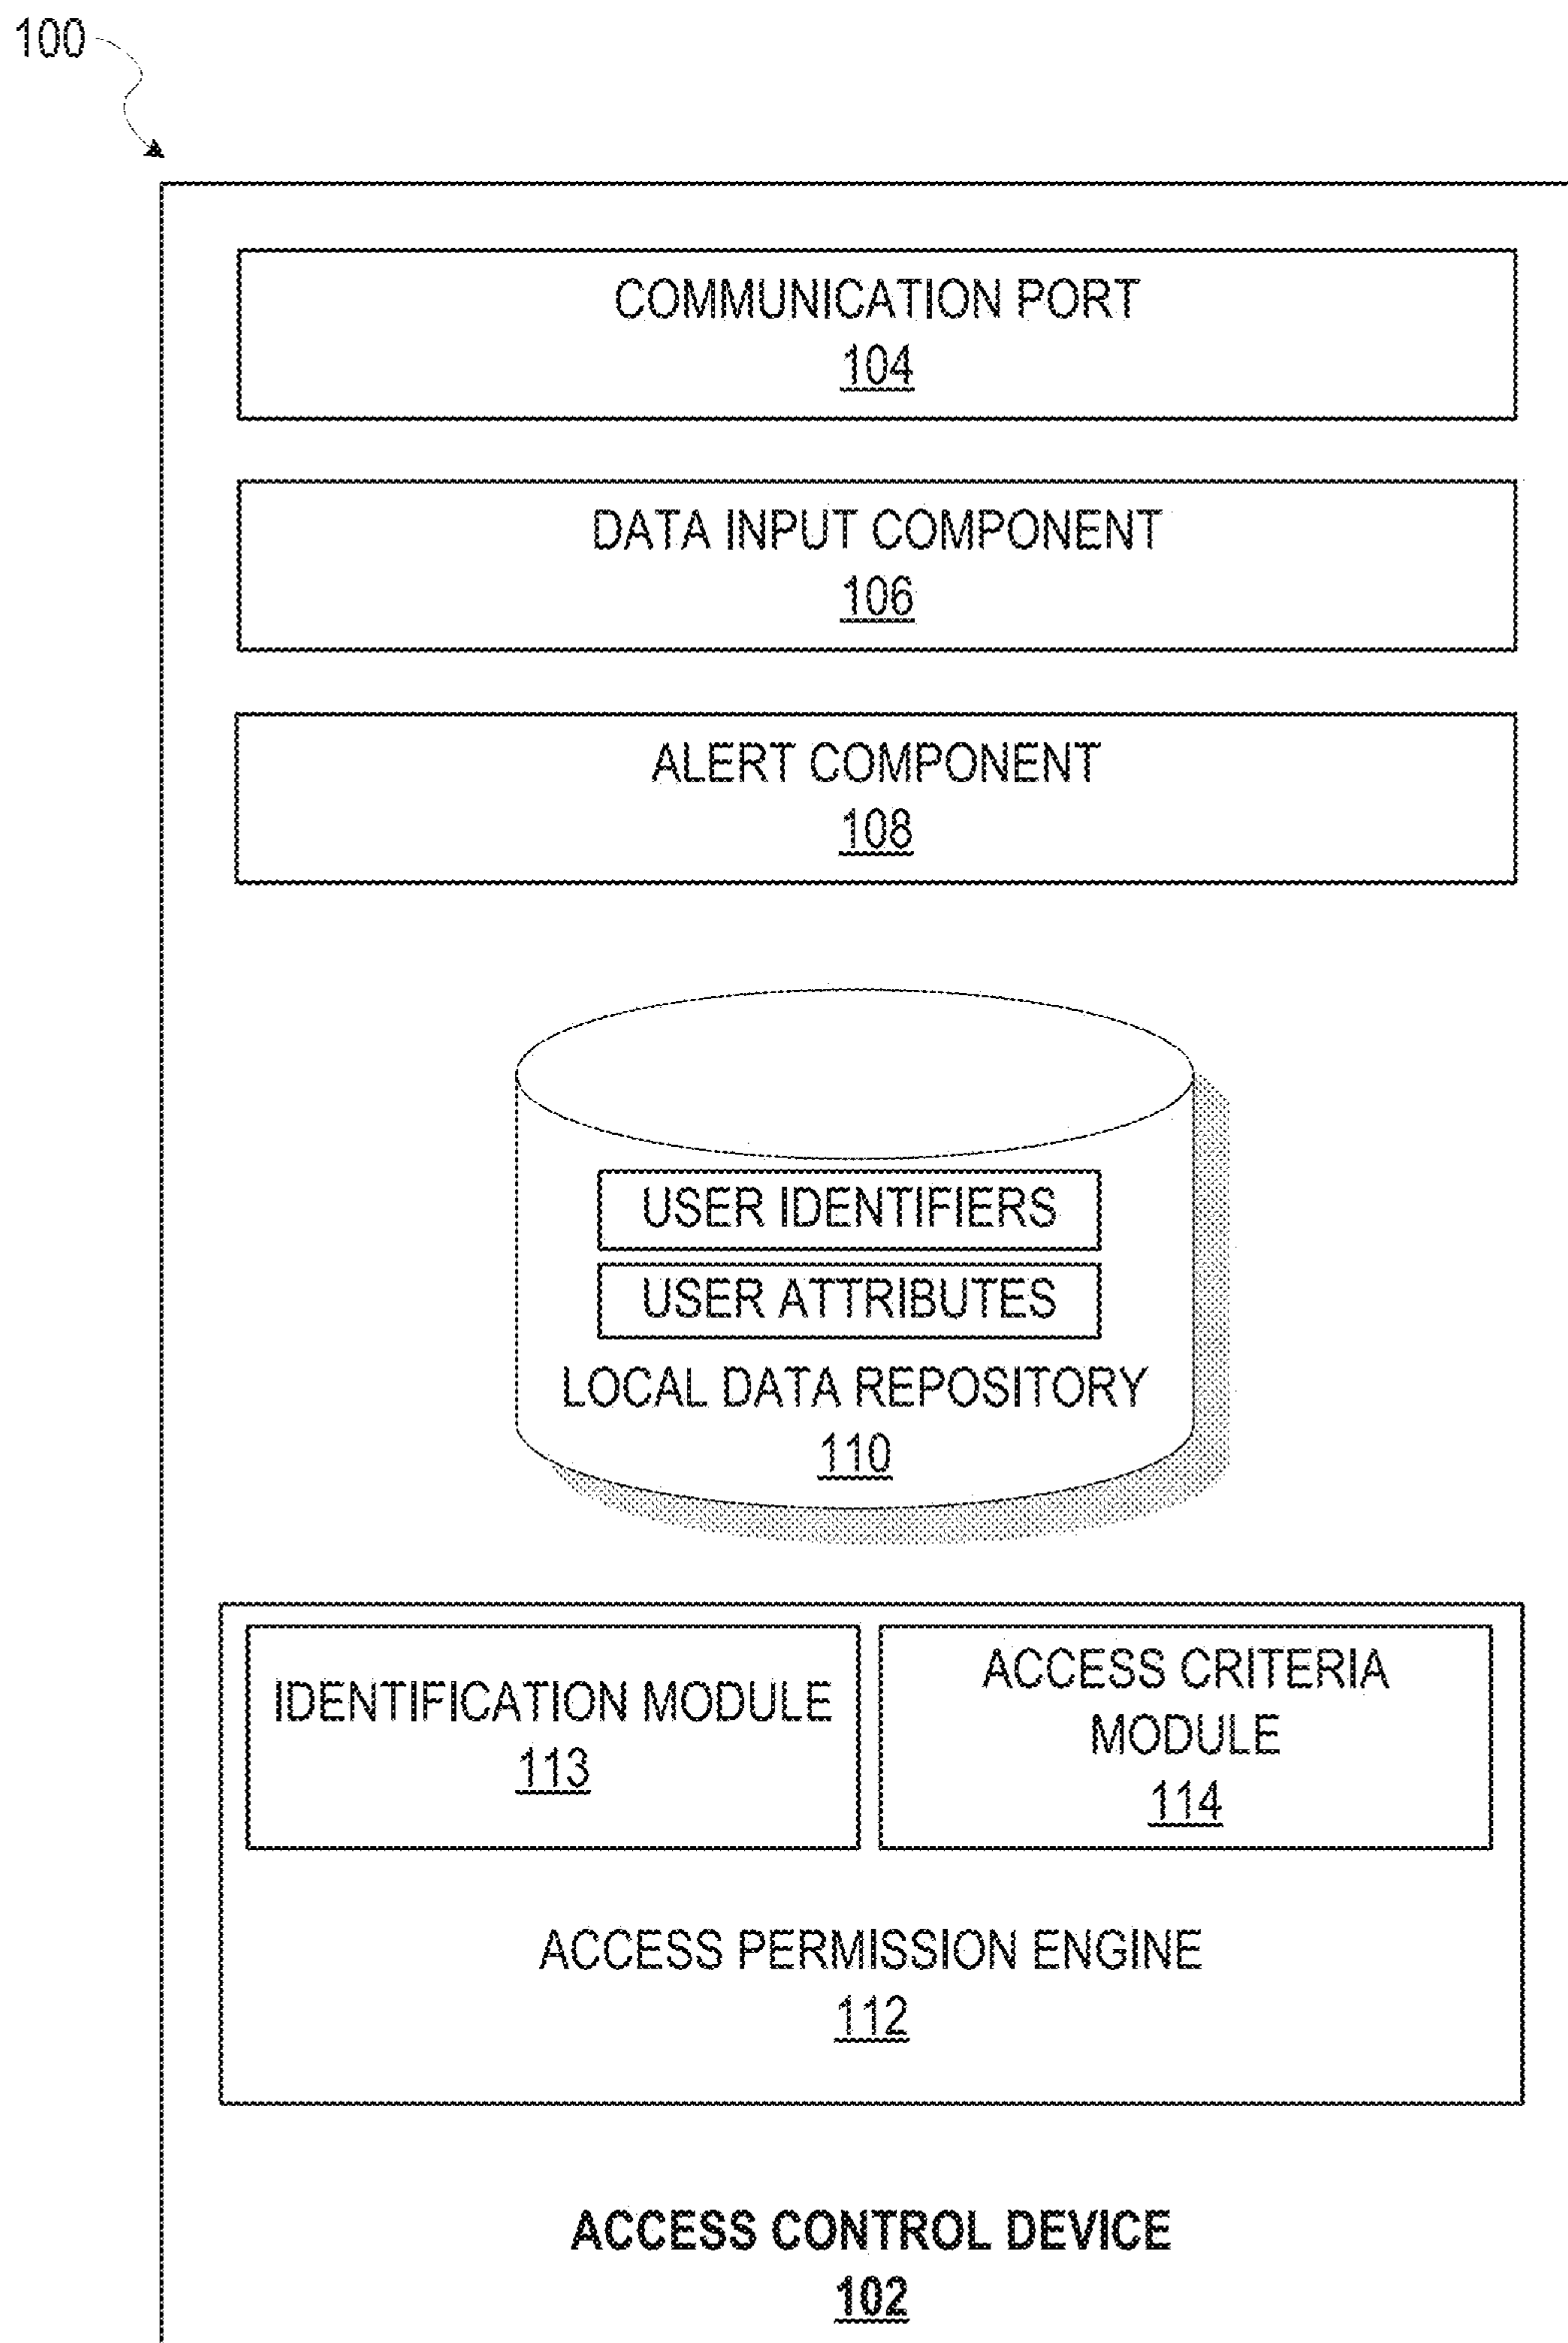 100
COMMUNICATION PORT
104
DATA INPUT COMPONENT
106
ALERT COMPONENT
108
USER IDENTIFIERS
USER ATTRIBUTES
LOCAL DATA REPOSITORY
110
IDENTIFICATION MODULE
113
ACCESS CRITERIA
MODULE
114
ACCESS PERMISSION ENGINE
112
ACCESS CONTROL DEVICE
102